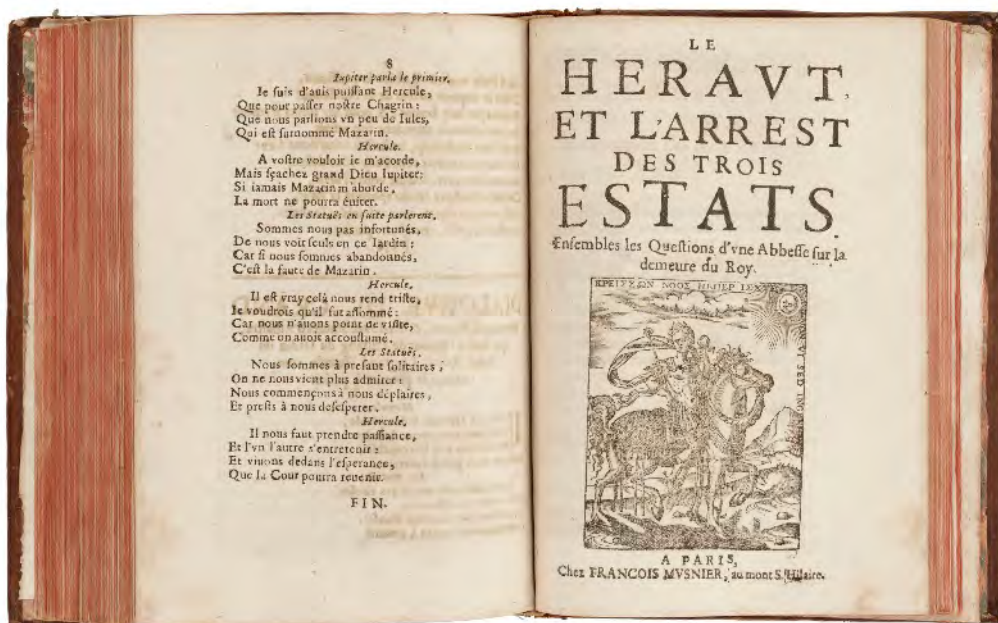 8
Iupiter parla le premier.
Ie suis d'auis puissant Hercule,
Que pour passer nostre Chagrin :
Que nous parlions vn peu de Iules,
Qui est surnommé Mazarin.
Hercule.
A vostre vouloir ie m'acorde,
Mais sçachez grand Dieu Iupiter:
Si iamais Mazarin m'aborde,
La mort ne pourra éuiter.
Les Statuës en suite parlerent.
Sommes nous pas infortunés,
De nous voir seuls en ce Iardin :
Car si nous sommes abandonnés,
C'est la faute de Mazarin.
Hercule.
Il est vray celà nous rend triste,
Ie voudrois qu'il fut assommé :
Car nous n'auons point de visite,
Comme on auoit accoustumé.
Les Statuës.
Nous sommes à presant solitaires ;
On ne nous vient plus admirer :
Nous commençons à nous déplaires,
Et prests à nous desesperer.
Hercule.
Il nous faut prendre passiance,
Et l'vn l'autre s'entretenir :
Et viuons dedans l'esperance,
Que la Cour pourra reuenir.
FIN.
LE
HERAVT,
ET L'ARREST
DES TROIS
ESTATS.
Ensembles les Questions d'vne Abbesse sur la
demeure du Roy.
NON VI SED ING
A PARIS,
Chez FRANCOIS MVSNIER, au mont S. Hilaire.